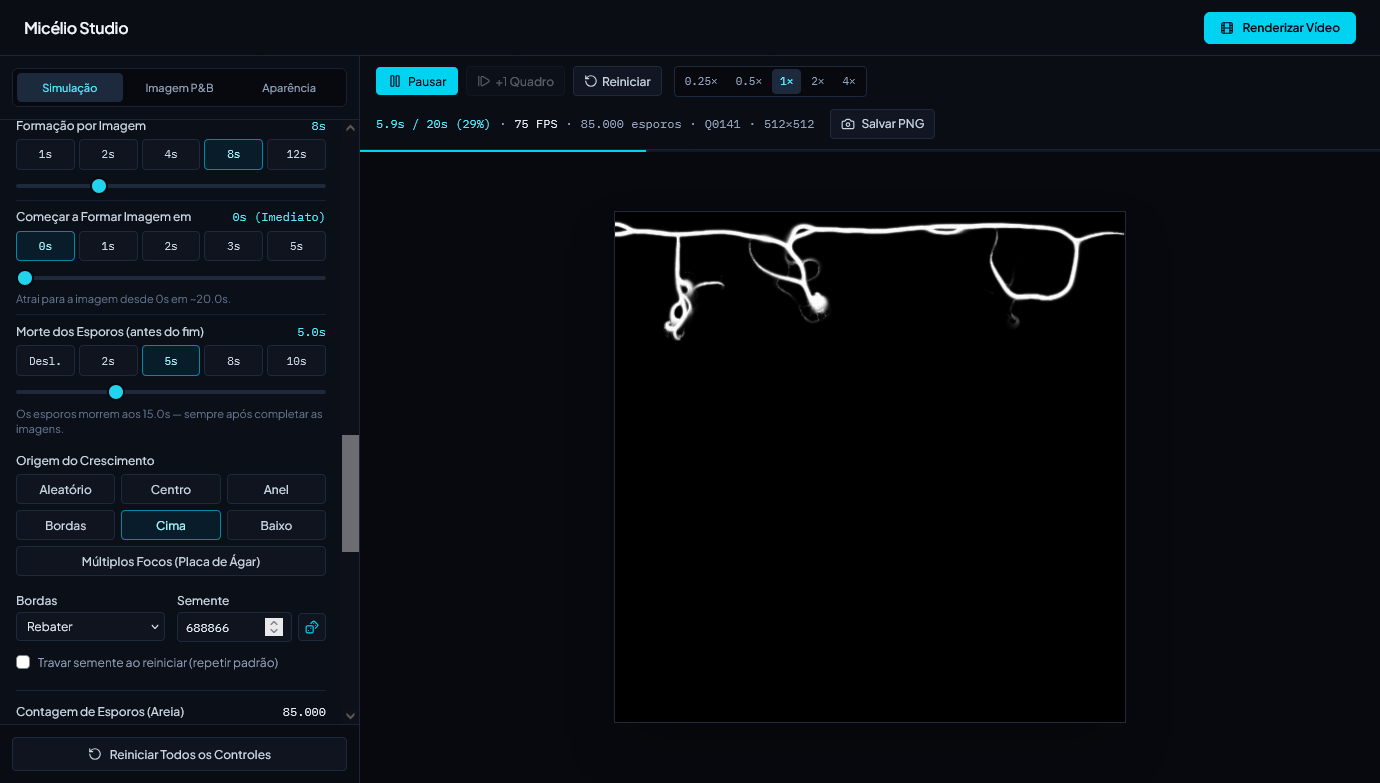 Micélio Studio
Renderizar Vídeo
Simulação Imagem P&B Aparência
Formação por Imagem 8s
1s 2s 4s 8s 12s
Começar a Formar Imagem em 0s (Imediato)
0s 1s 2s 3s 5s
Atrai para a imagem desde 0s em ~20.0s.
Morte dos Esporos (antes do fim) 5.0s
Desl. 2s 5s 8s 10s
Os esporos morrem aos 15.0s — sempre após completar as
imagens.
Origem do Crescimento
Aleatório Centro Anel
Bordas Cima Baixo
Múltiplos Focos (Placa de Ágar)
Bordas Semente
Rebater 688866
Travar semente ao reiniciar (repetir padrão)
Contagem de Esporos (Areia) 85.000
Reiniciar Todos os Controles
Pausar +1 Quadro Reiniciar 0.25× 0.5× 1× 2× 4×
5.9s / 20s (29%) · 75 FPS · 85.000 esporos · Q0141 · 512×512 Salvar PNG